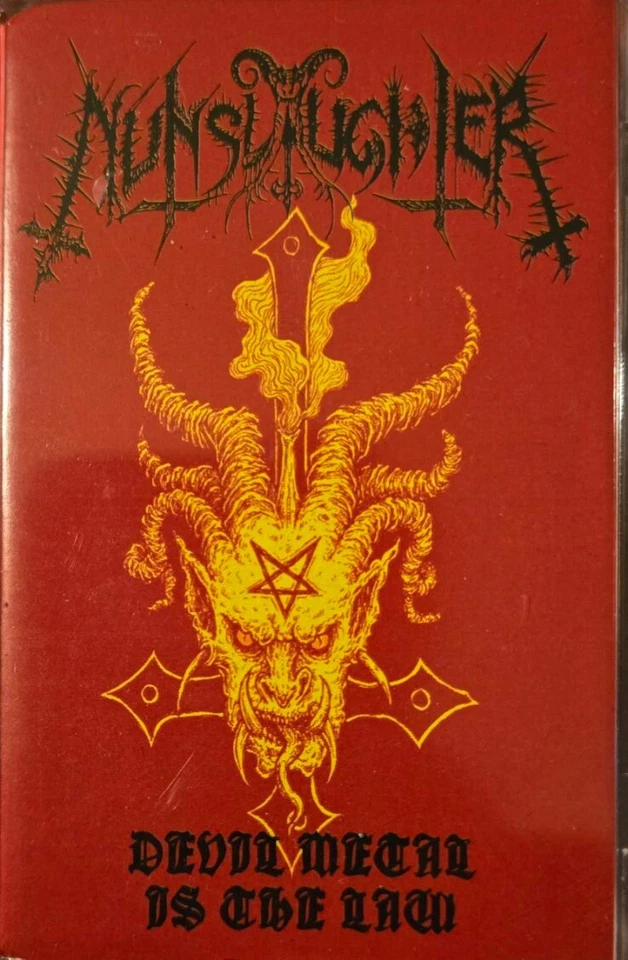 NUNSLAUGHTER
DEVIL METAL
IS THE LAW